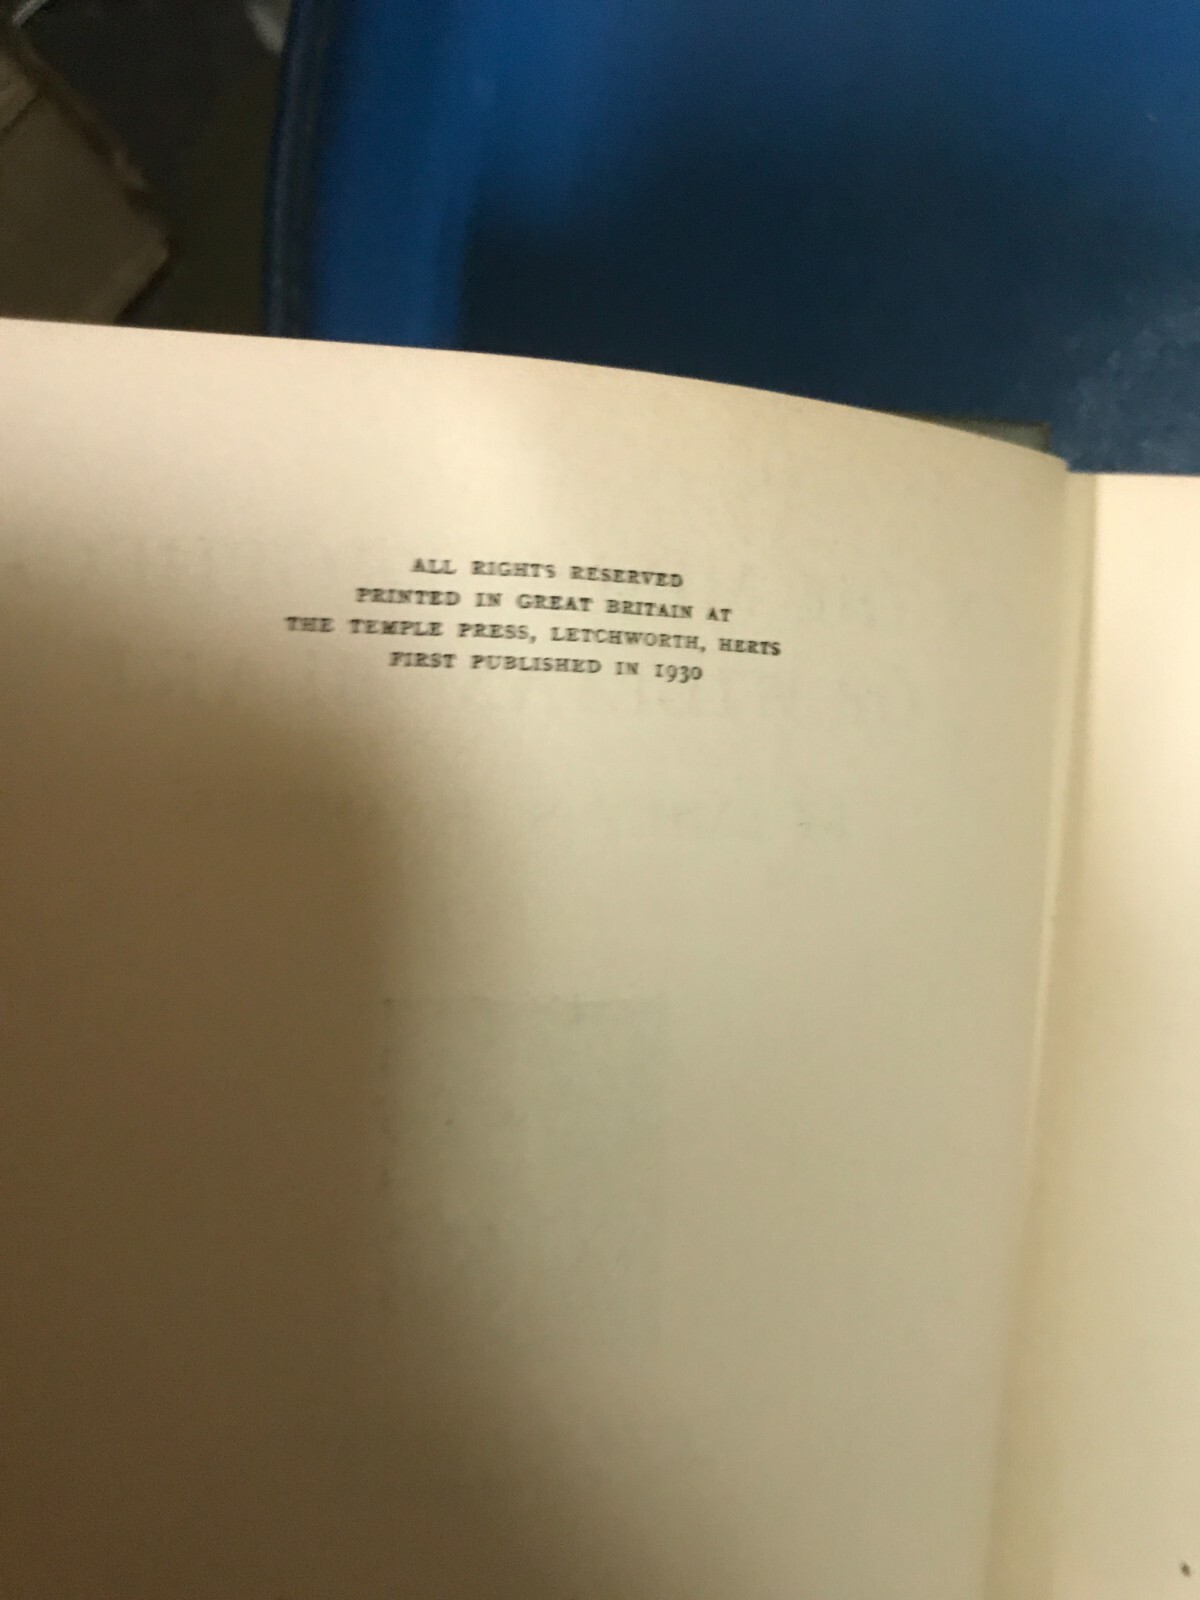 ALL RIGHTS RESERVED
PRINTED IN GREAT BRITAIN AT
THE TEMPLE PRESS, LETCHWORTH, HERTS
FIRST PUBLISHED IN 1930